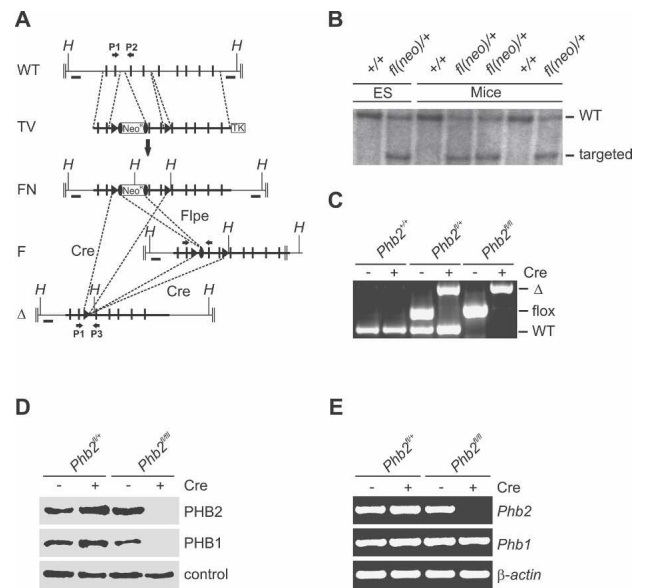 A
H
H
P1
P2
WT
TV
Neo
TK
FN
H
H
H
Neo
Flpe
F
Cre
H
H
Cre
H
H
H
Δ
P1
P3
B
+/+
fl(neo)/+
+/+
fl(neo)/+
fl(neo)/+
+/+
fl(neo)/+
ES
Mice
WT
targeted
C
Phb2+/+
Phb2fl/+
Phb2fl/fl
- + - + - + Cre
Δ
flox
WT
D
Phb2fl/+
Phb2fl/fl
- + - + Cre
PHB2
PHB1
control
E
Phb2fl/+
Phb2fl/fl
- + - + Cre
Phb2
Phb1
β-actin